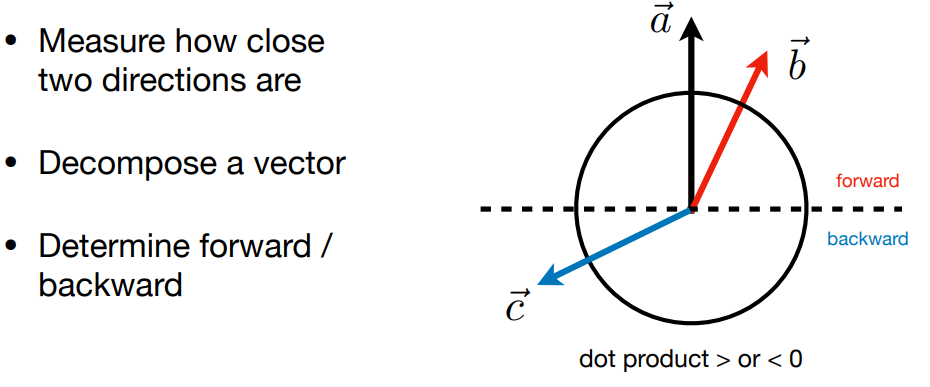 • Measure how close
two directions are
• Decompose a vector
• Determine forward /
backward
$\vec{a}$
$\vec{b}$
forward
backward
$\vec{c}$
dot product > or < 0